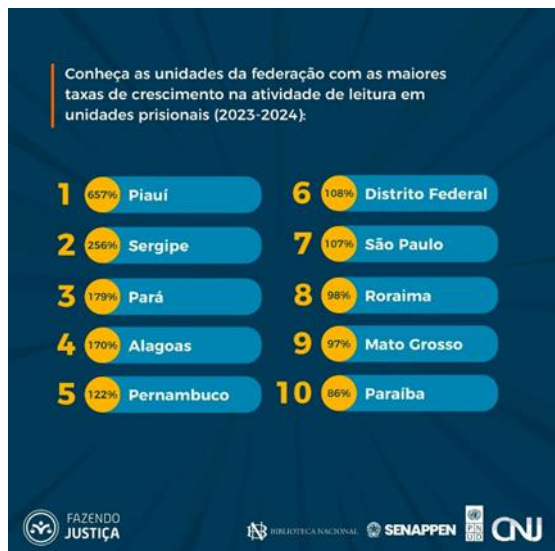 Conheça as unidades da federação com as maiores
taxas de crescimento na atividade de leitura em
unidades prisionais (2023-2024):
1 657% Piauí
2 256% Sergipe
3 179% Pará
4 170% Alagoas
5 122% Pernambuco
6 108% Distrito Federal
7 107% São Paulo
8 98% Roraima
9 97% Mato Grosso
10 86% Paraíba
FAZENDO
JUSTIÇA
BIBLIOTECA NACIONAL
SENAPPEN
PN
UD
CNJ